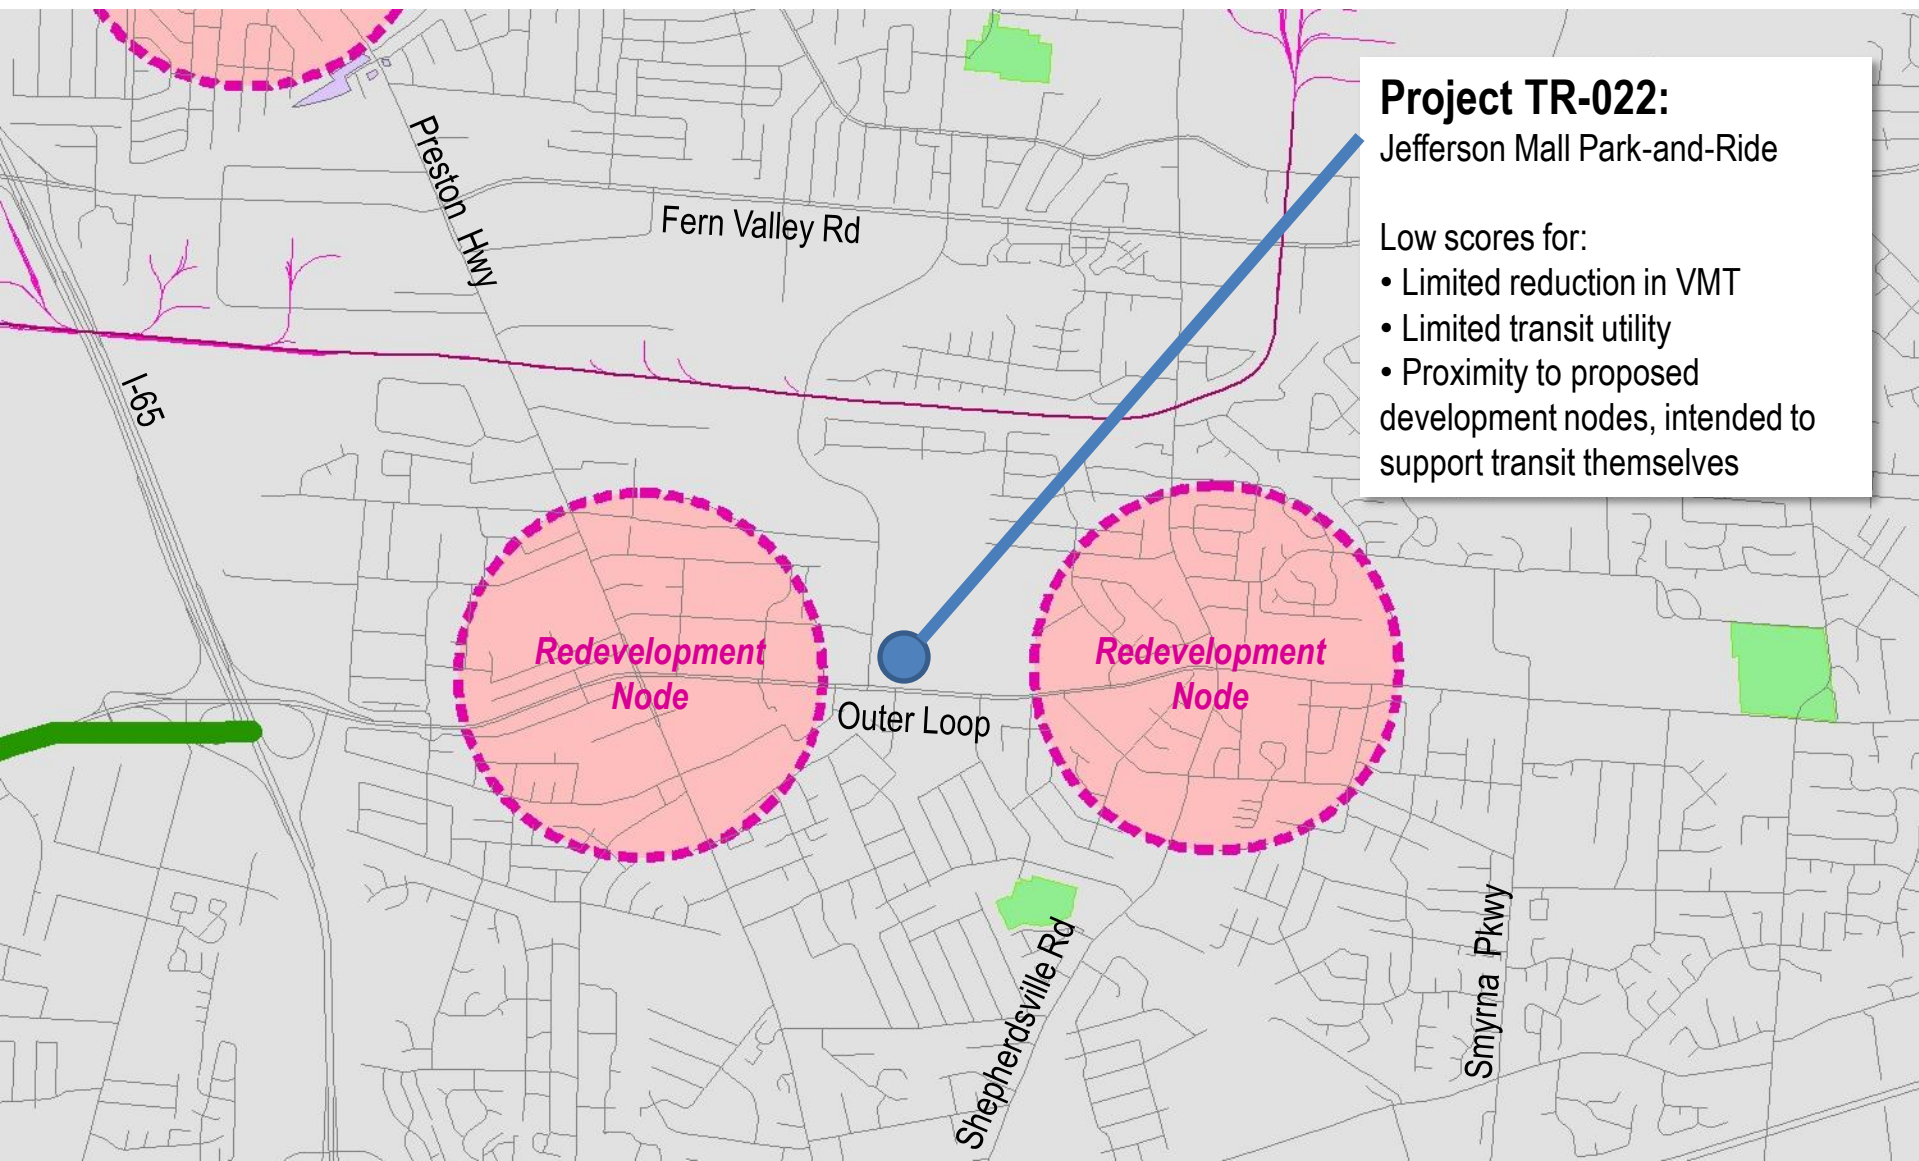 Project TR-022:
Jefferson Mall Park-and-Ride
Low scores for:
• Limited reduction in VMT
• Limited transit utility
• Proximity to proposed
development nodes, intended to
support transit themselves
Preston Hwy
Fern Valley Rd
I-65
Redevelopment
Node
Redevelopment
Node
Outer Loop
Shepherdsville Rd
Smyrna Pkwy